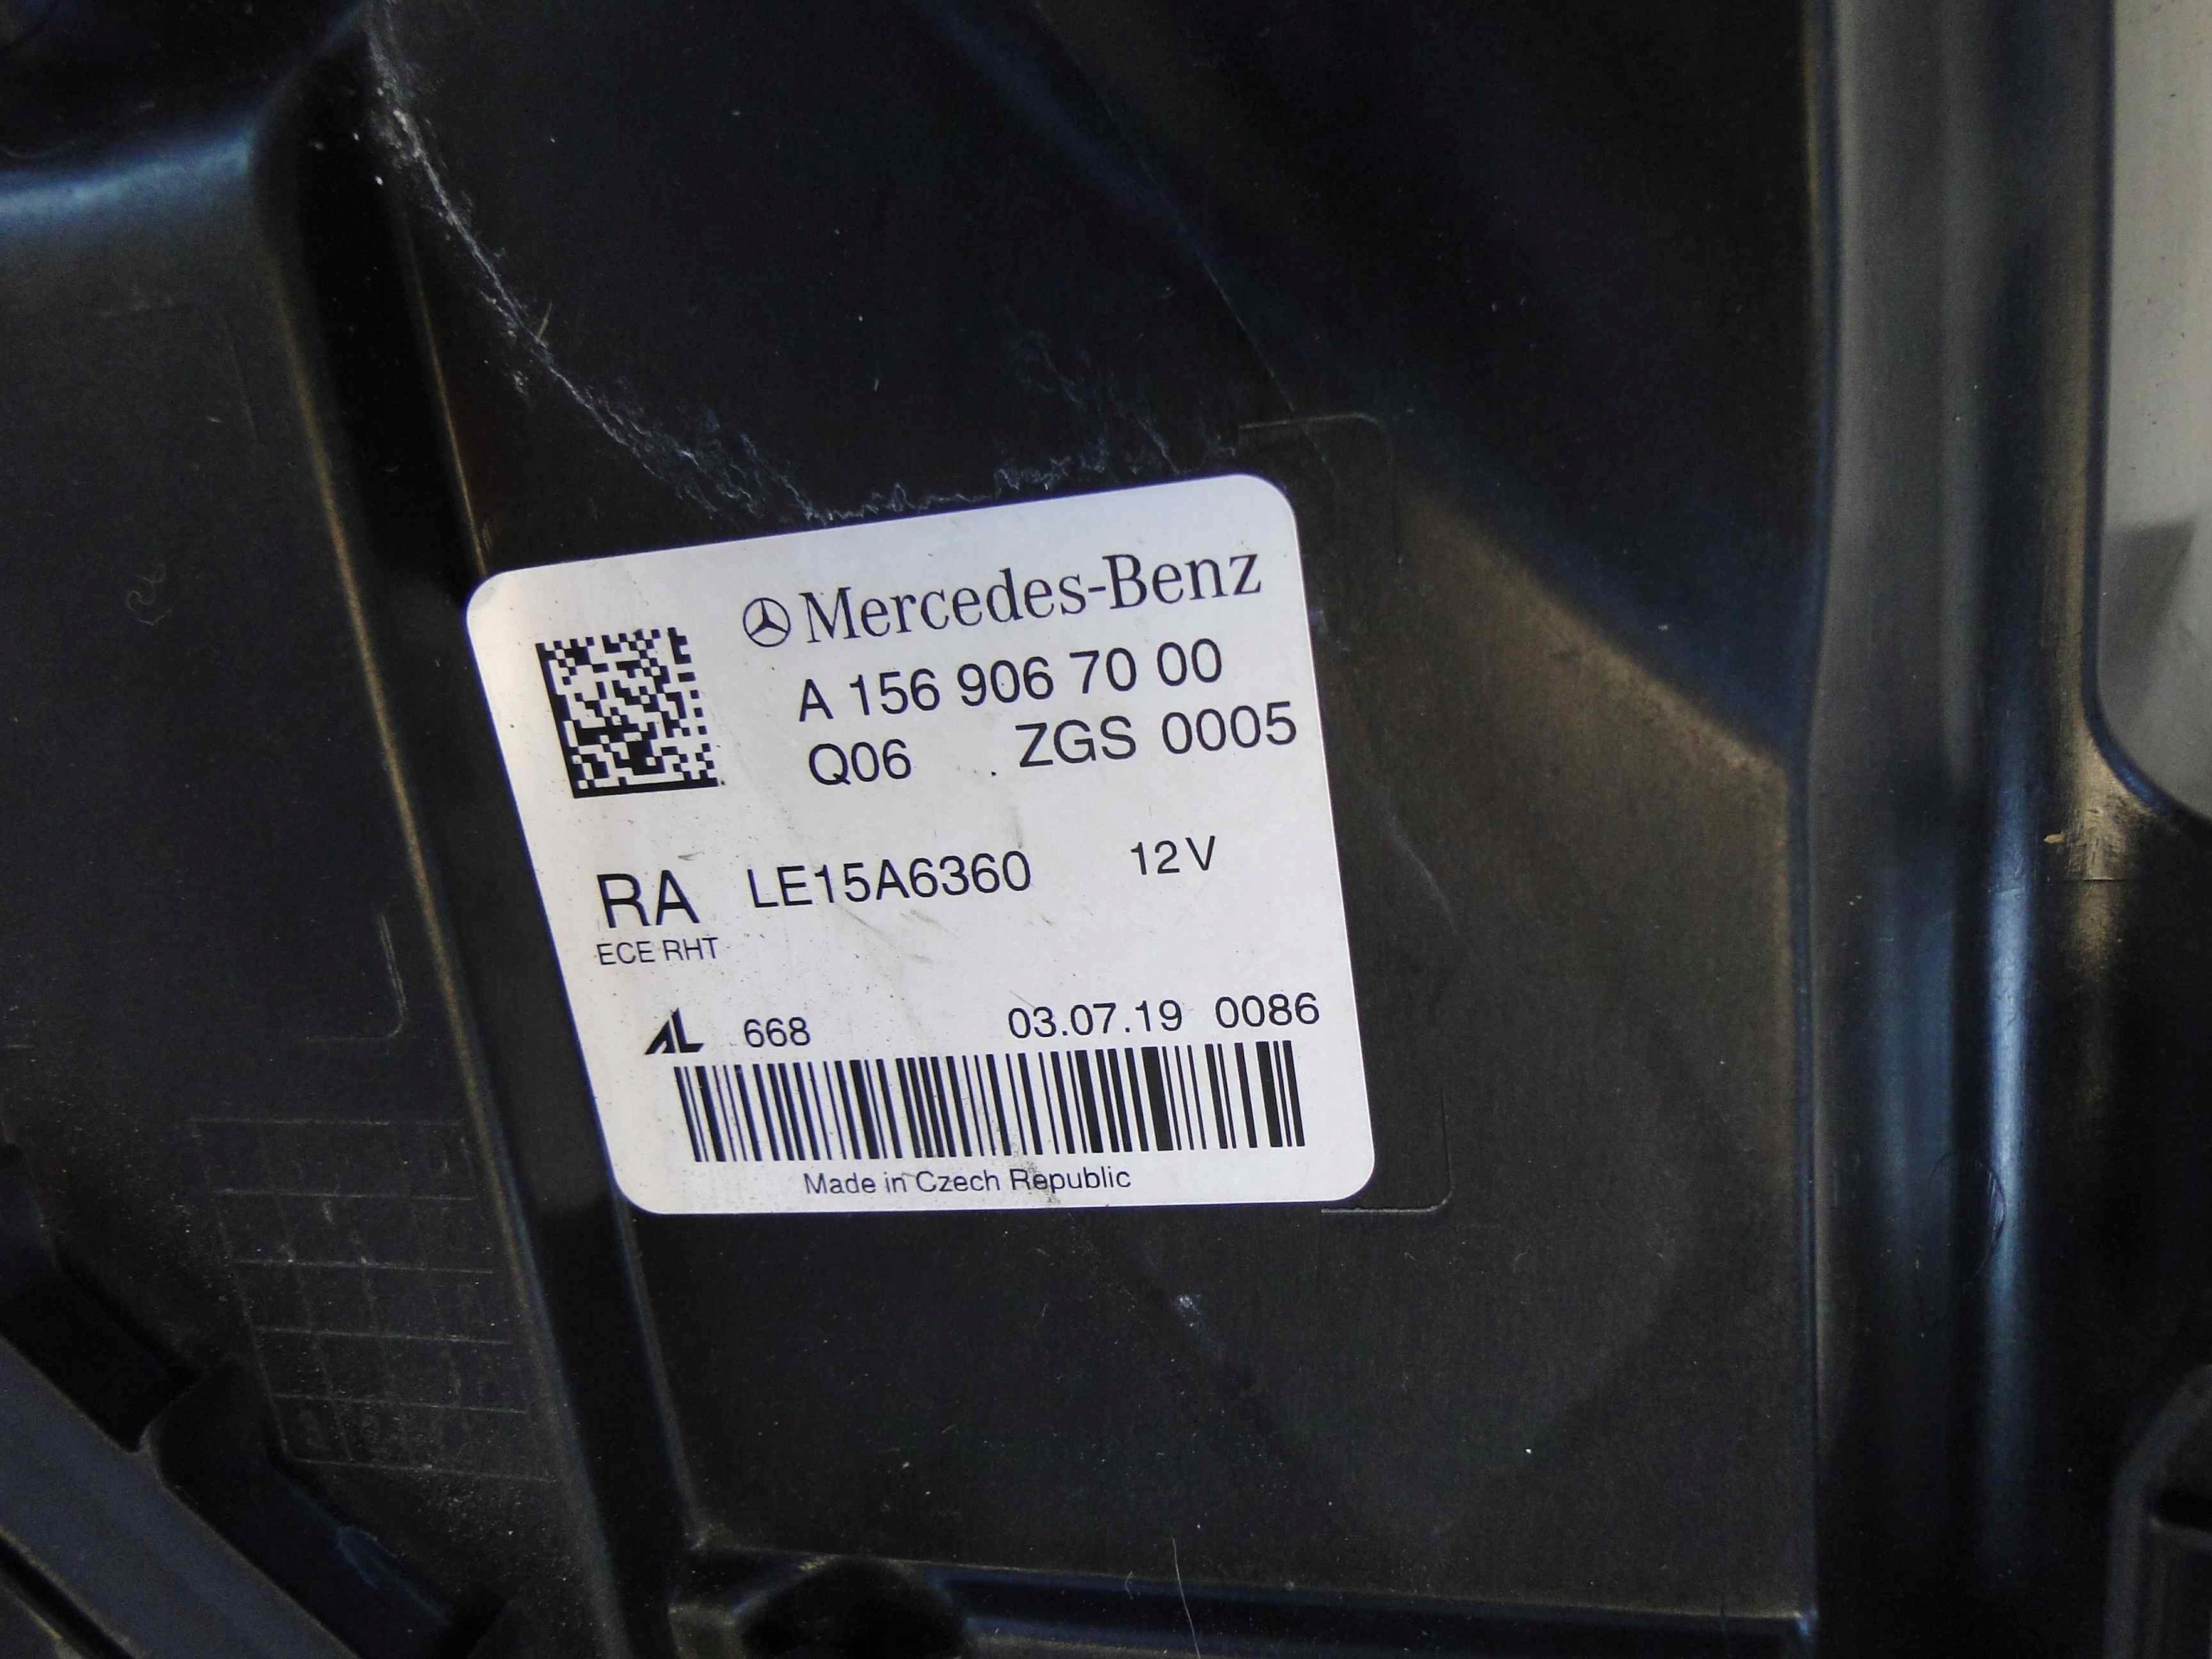 Mercedes-Benz
A 156 906 70 00
Q06 ZGS 0005
RA LE15A6360 12V
ECE RHT
AL 668 03.07.19 0086
Made in Czech Republic